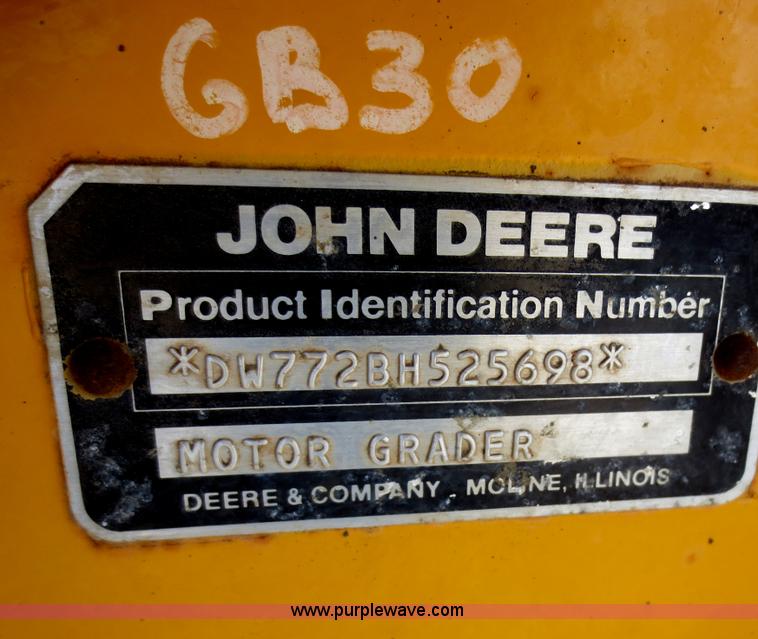 GB30
JOHN DEERE
Product Identification Number
*DW772BH525698*
MOTOR GRADER
DEERE & COMPANY - MOLINE, ILLINOIS
www.purplewave.com